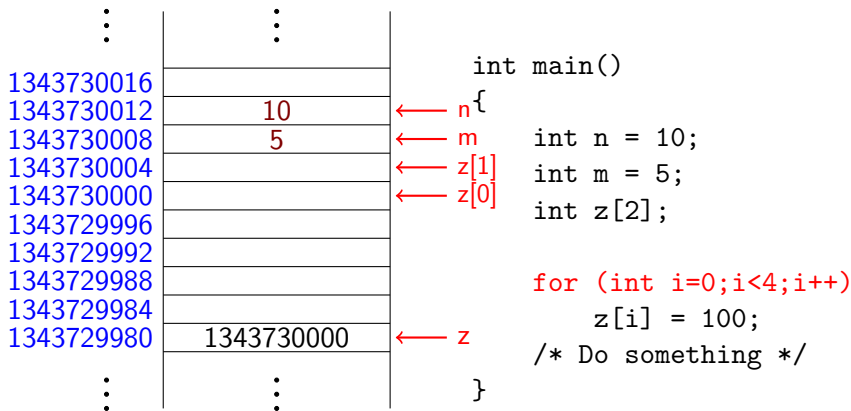 1343730016
1343730012 10 n
1343730008 5 m
1343730004 z[1]
1343730000 z[0]
1343729996
1343729992
1343729988
1343729984
1343729980 1343730000 z
int main()
{
int n = 10;
int m = 5;
int z[2];
for (int i=0;i<4;i++)
z[i] = 100;
/* Do something */
}